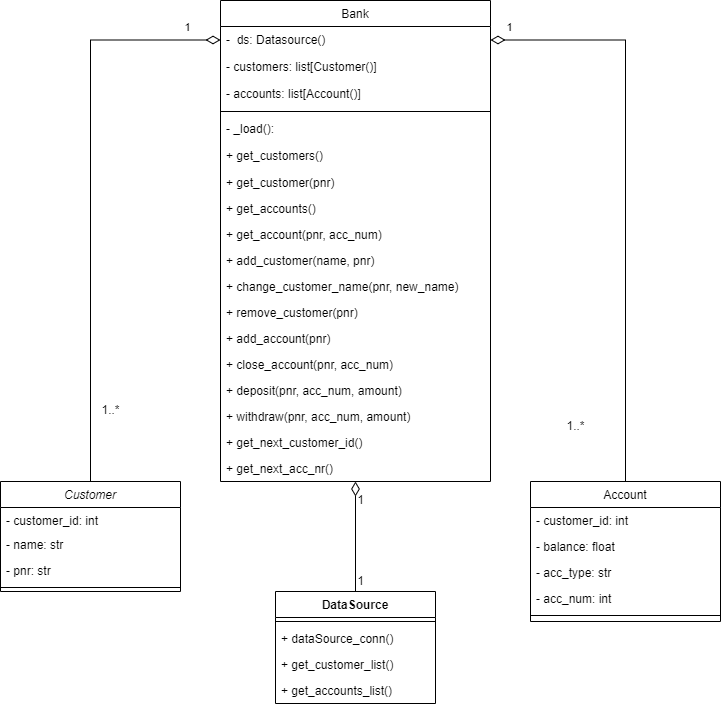 Bank
- ds: Datasource()
- customers: list[Customer()]
- accounts: list[Account()]
- _load():
+ get_customers()
+ get_customer(pnr)
+ get_accounts()
+ get_account(pnr, acc_num)
+ add_customer(name, pnr)
+ change_customer_name(pnr, new_name)
+ remove_customer(pnr)
+ add_account(pnr)
+ close_account(pnr, acc_num)
+ deposit(pnr, acc_num, amount)
+ withdraw(pnr, acc_num, amount)
+ get_next_customer_id()
+ get_next_acc_nr()
1
1..*
1
1..*
1
1
Customer
- customer_id: int
- name: str
- pnr: str
DataSource
+ dataSource_conn()
+ get_customer_list()
+ get_accounts_list()
Account
- customer_id: int
- balance: float
- acc_type: str
- acc_num: int